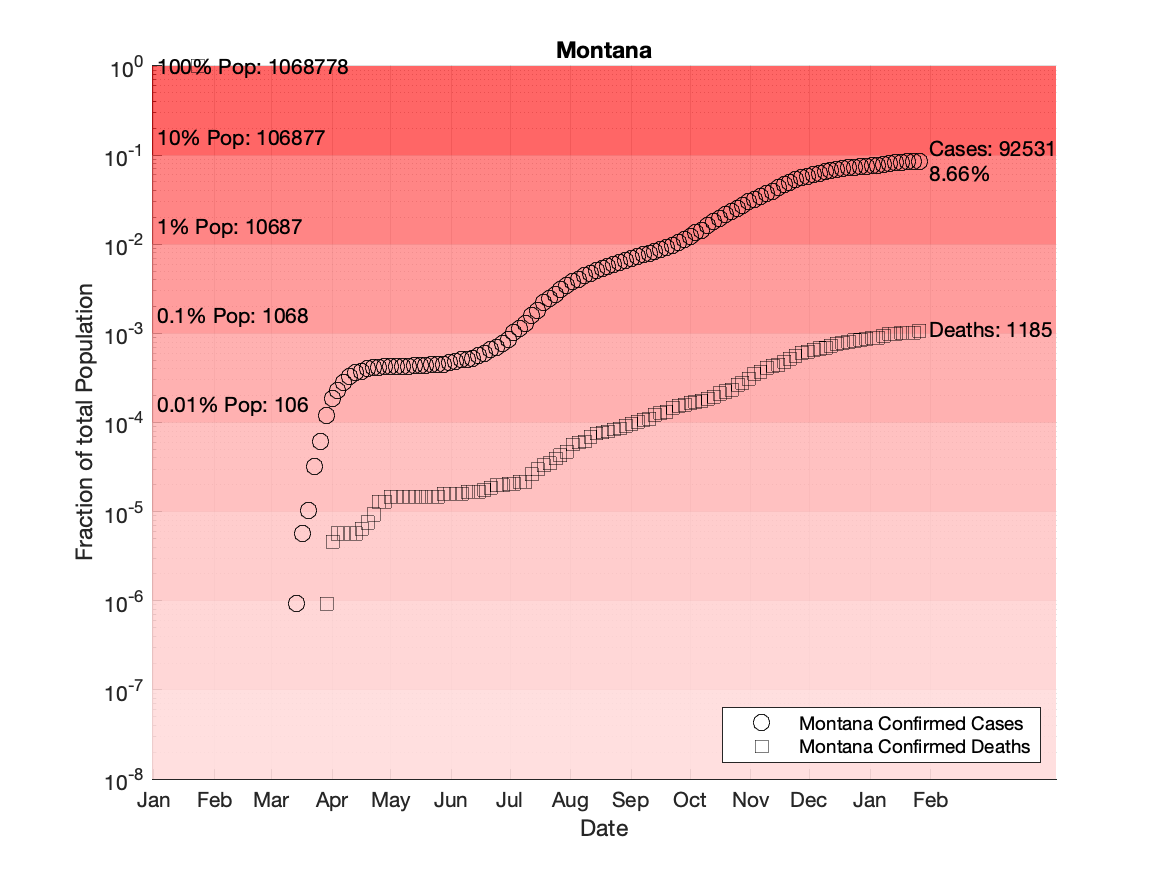 Montana
Fraction of total Population
10^0
10^-1
10^-2
10^-3
10^-4
10^-5
10^-6
10^-7
10^-8
100% Pop: 1068778
10% Pop: 106877
1% Pop: 10687
0.1% Pop: 1068
0.01% Pop: 106
Cases: 92531
8.66%
Deaths: 1185
Montana Confirmed Cases
Montana Confirmed Deaths
Jan Feb Mar Apr May Jun Jul Aug Sep Oct Nov Dec Jan Feb
Date